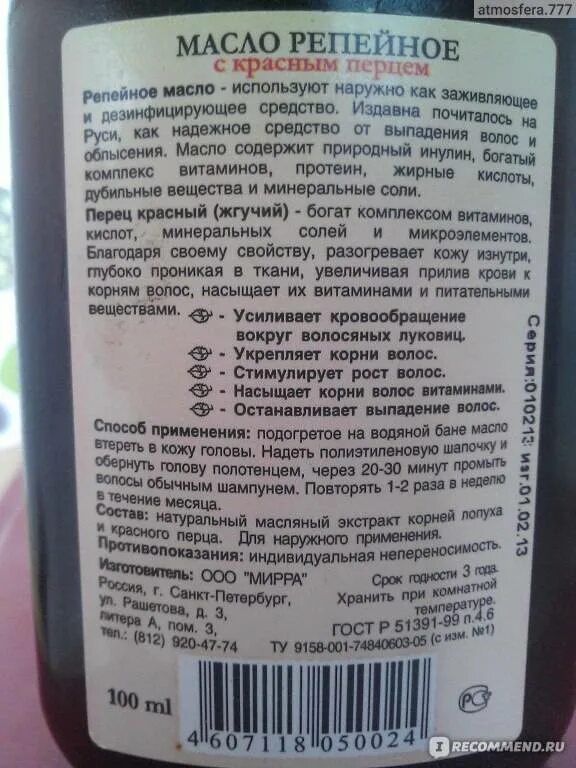 atmosfera.777
МАСЛО РЕПЕЙНОЕ
с красным перцем
Репейное масло - используют наружно как заживляющее
и дезинфицирующее средство. Издавна почиталось на
Руси, как надежное средство от выпадения волос и
облысения. Масло содержит природный инулин, богатый
комплекс витаминов, протеин, жирные кислоты,
дубильные вещества и минеральные соли.
Перец красный (жгучий) - богат комплексом витаминов,
кислот, минеральных солей и микроэлементов.
Благодаря своему свойству, разогревает кожу изнутри,
глубоко проникая в ткани, увеличивая прилив крови к
корням волос, насыщает их витаминами и питательными
веществами.
- Усиливает кровообращение
вокруг волосяных луковиц.
- Укрепляет корни волос.
- Стимулирует рост волос.
- Насыщает корни волос витаминами.
- Останавливает выпадение волос.
Серия:010213 изг.01.02.13
Способ применения: подогретое на водяной бане масло
втереть в кожу головы. Надеть полиэтиленовую шапочку и
обернуть голову полотенцем, через 20-30 минут промыть
волосы обычным шампунем. Повторять 1-2 раза в неделю
в течение месяца.
Состав: натуральный масляный экстракт корней лопуха
и красного перца. Для наружного применения.
Противопоказания: индивидуальная непереносимость.
Изготовитель: ООО "МИРРА"
Россия, г. Санкт-Петербург,
ул. Рашетова, д. 3,
литера А, пом. 3,
тел.: (812) 920-47-74
Срок годности 3 года.
Хранить при комнатной
температуре.
ГОСТ Р 51391-99 п.4.6
ТУ 9158-001-74840603-05 (с изм. №1)
100 ml
4 607118 050024
РС
IRECOMMEND.RU